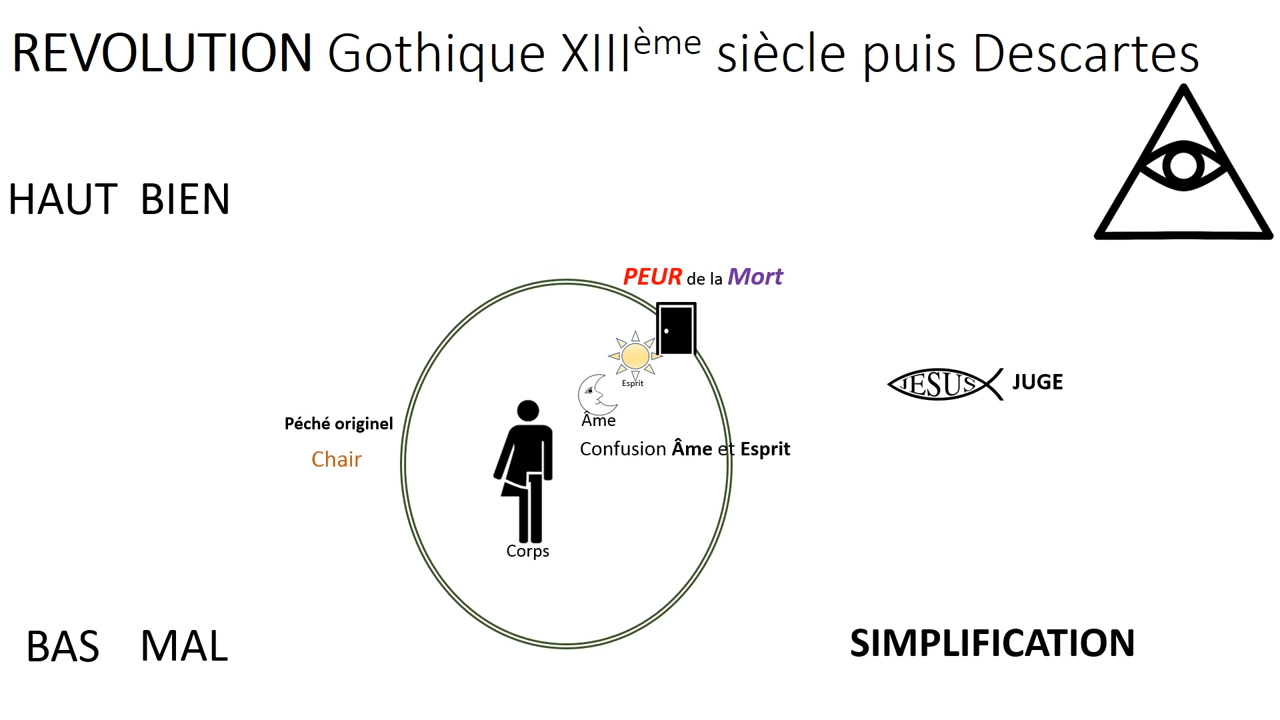 REVOLUTION Gothique XIIIème siècle puis Descartes
HAUT BIEN
PEUR de la Mort
Esprit
JESUS JUGE
Péché originel
Âme
Chair
Confusion Âme et Esprit
Corps
BAS MAL
SIMPLIFICATION